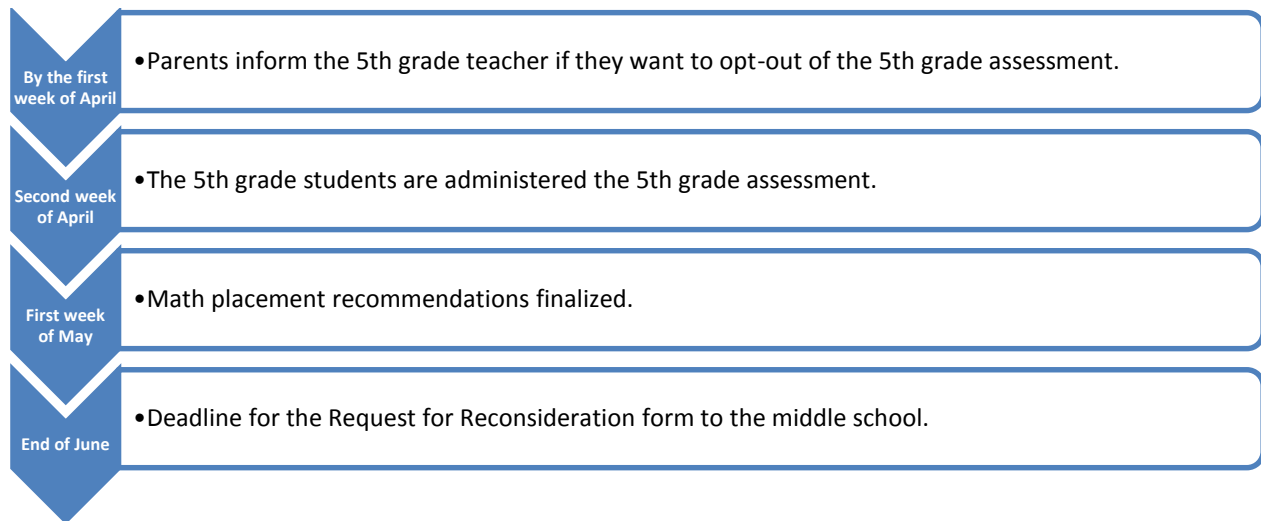 By the first
week of April
•Parents inform the 5th grade teacher if they want to opt-out of the 5th grade assessment.
Second week
of April
•The 5th grade students are administered the 5th grade assessment.
First week
of May
•Math placement recommendations finalized.
End of June
•Deadline for the Request for Reconsideration form to the middle school.